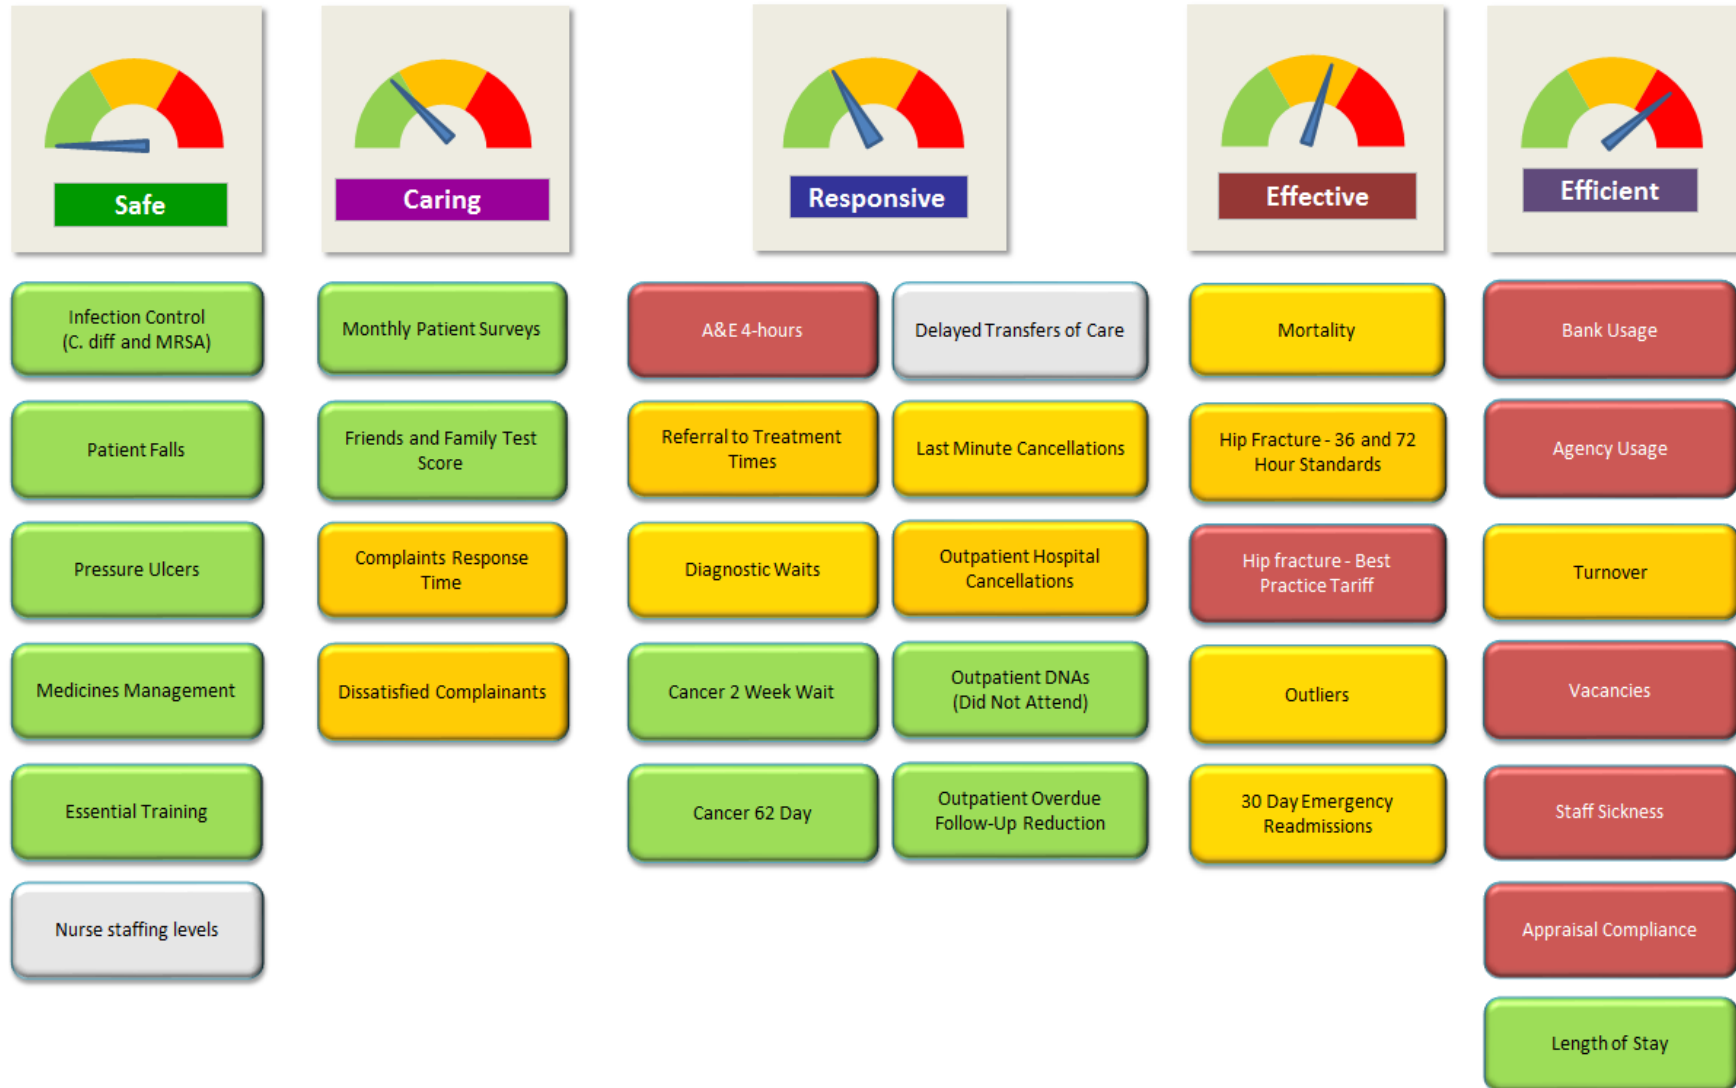 Safe
Caring
Responsive
Effective
Efficient
Infection Control
(C. diff and MRSA)
Patient Falls
Pressure Ulcers
Medicines Management
Essential Training
Nurse staffing levels
Monthly Patient Surveys
Friends and Family Test
Score
Complaints Response
Time
Dissatisfied Complainants
A&E 4-hours
Referral to Treatment
Times
Diagnostic Waits
Cancer 2 Week Wait
Cancer 62 Day
Delayed Transfers of Care
Last Minute Cancellations
Outpatient Hospital
Cancellations
Outpatient DNAs
(Did Not Attend)
Outpatient Overdue
Follow-Up Reduction
Mortality
Hip Fracture - 36 and 72
Hour Standards
Hip fracture - Best
Practice Tariff
Outliers
30 Day Emergency
Readmissions
Bank Usage
Agency Usage
Turnover
Vacancies
Staff Sickness
Appraisal Compliance
Length of Stay